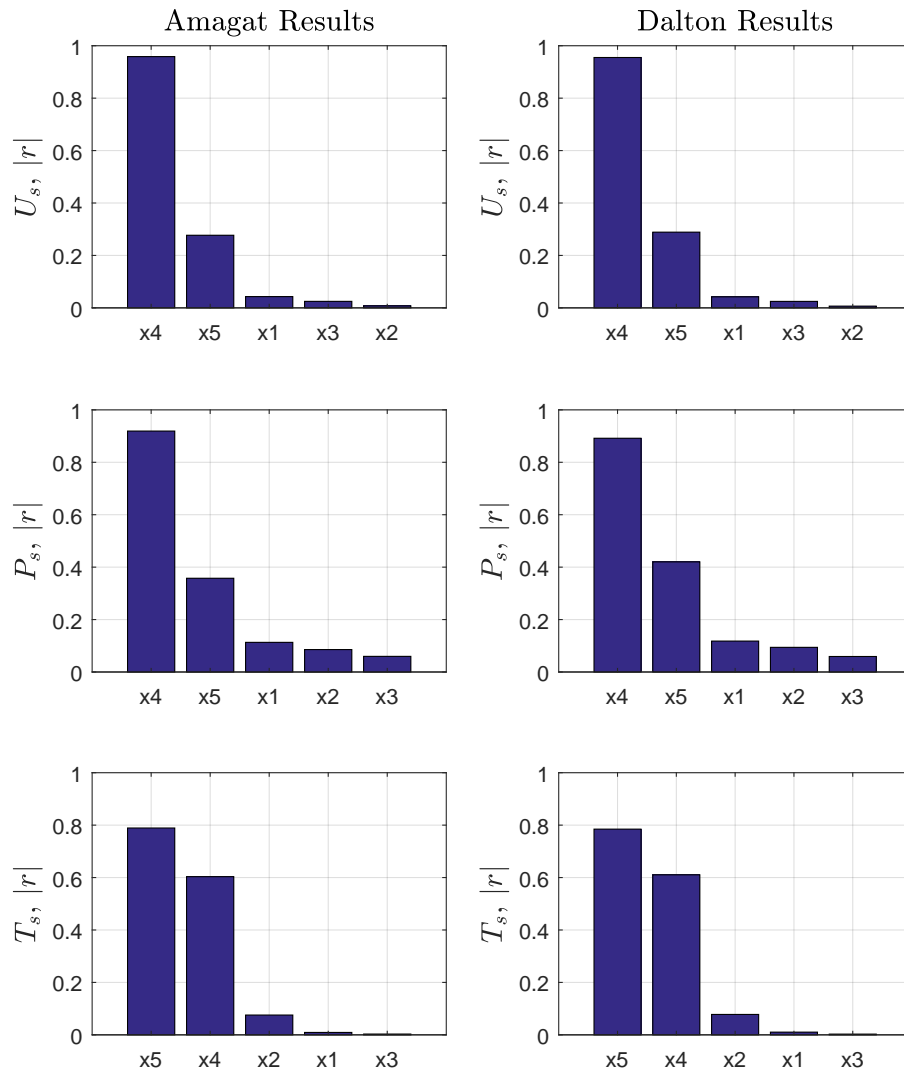 Amagat Results
Dalton Results
U_s, |r|
1
0.8
0.6
0.4
0.2
0
x4 x5 x1 x3 x2
U_s, |r|
1
0.8
0.6
0.4
0.2
0
x4 x5 x1 x3 x2
P_s, |r|
1
0.8
0.6
0.4
0.2
0
x4 x5 x1 x2 x3
P_s, |r|
1
0.8
0.6
0.4
0.2
0
x4 x5 x1 x2 x3
T_s, |r|
1
0.8
0.6
0.4
0.2
0
x5 x4 x2 x1 x3
T_s, |r|
1
0.8
0.6
0.4
0.2
0
x5 x4 x2 x1 x3